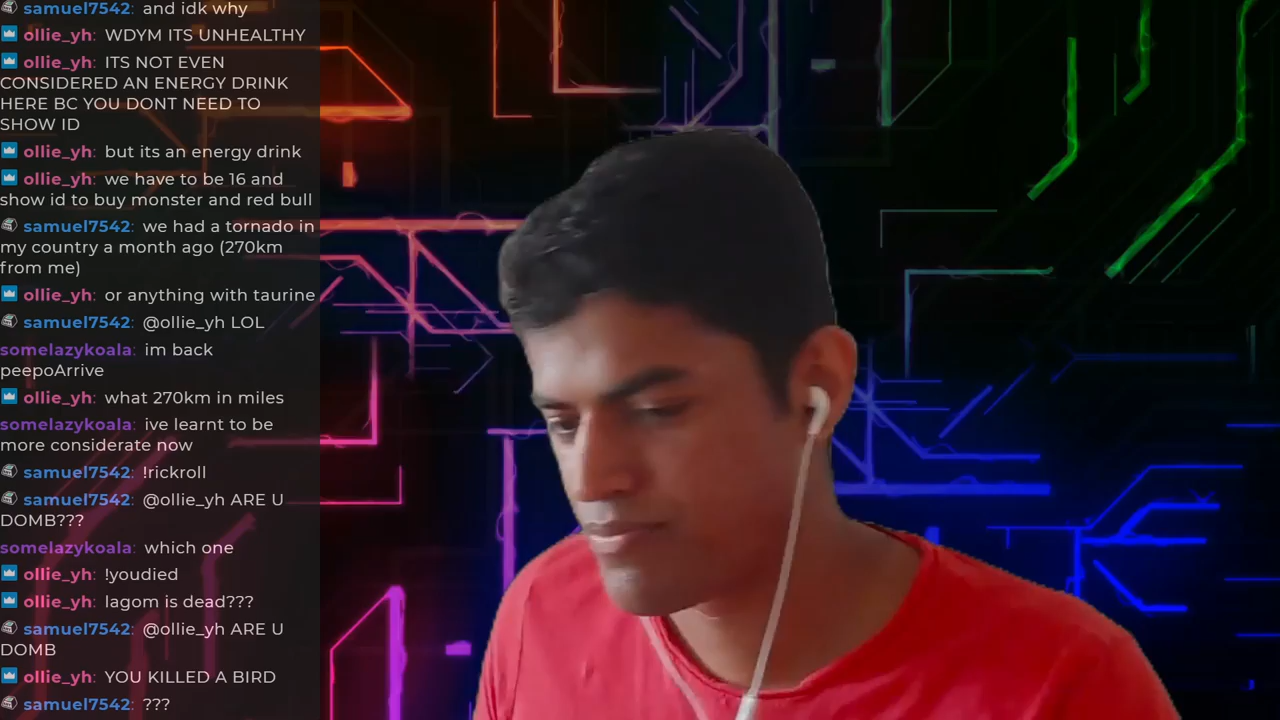 samuel7542: and idk why
ollie_yh: WDYM ITS UNHEALTHY
ollie_yh: ITS NOT EVEN
CONSIDERED AN ENERGY DRINK
HERE BC YOU DONT NEED TO
SHOW ID
ollie_yh: but its an energy drink
ollie_yh: we have to be 16 and
show id to buy monster and red bull
samuel7542: we had a tornado in
my country a month ago (270km
from me)
ollie_yh: or anything with taurine
samuel7542: @ollie_yh LOL
somelazykoala: im back
peepoArrive
ollie_yh: what 270km in miles
somelazykoala: ive learnt to be
more considerate now
samuel7542: !rickroll
samuel7542: @ollie_yh ARE U
DOMB???
somelazykoala: which one
ollie_yh: !youdied
ollie_yh: lagom is dead???
samuel7542: @ollie_yh ARE U
DOMB
ollie_yh: YOU KILLED A BIRD
samuel7542: ???